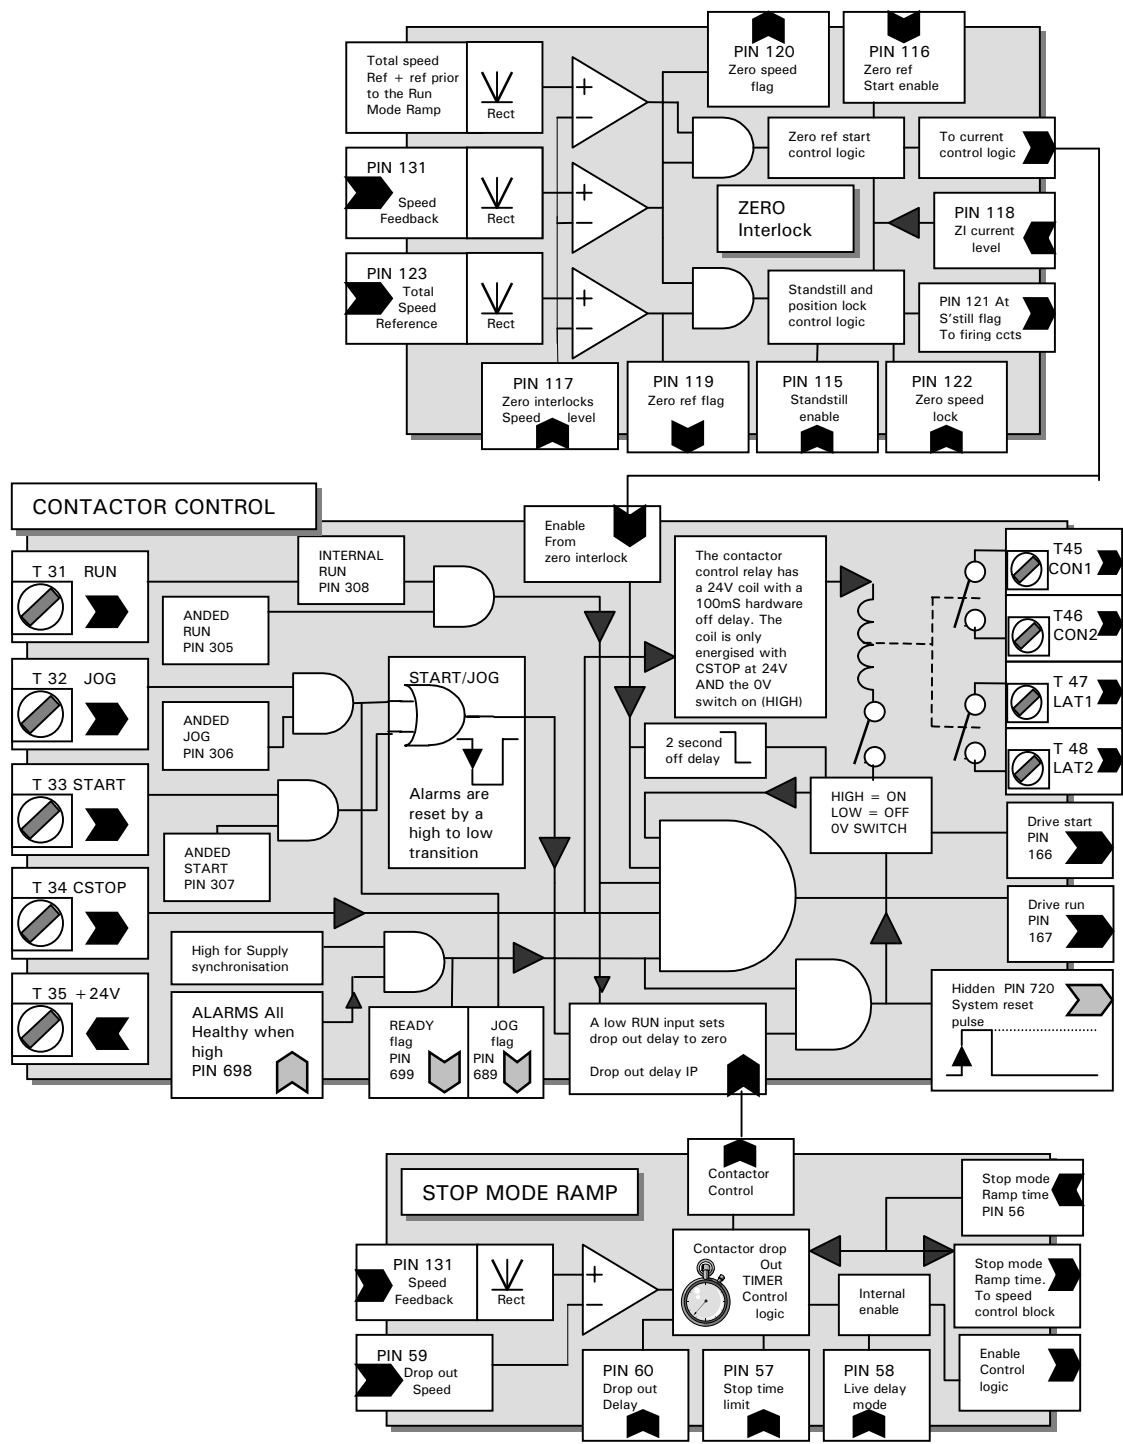 Total speed
Ref + ref prior
to the Run
Mode Ramp
Rect
PIN 120
Zero speed
flag
PIN 116
Zero ref
Start enable
Zero ref start
control logic
To current
control logic
PIN 131
Speed
Feedback
Rect
ZERO
Interlock
PIN 118
ZI current
level
PIN 123
Total
Speed
Reference
Rect
Standstill and
position lock
control logic
PIN 121 At
S'still flag
To firing ccts
PIN 117
Zero interlocks
Speed level
PIN 119
Zero ref flag
PIN 115
Standstill
enable
PIN 122
Zero speed
lock
CONTACTOR CONTROL
Enable
From
zero interlock
T 31 RUN
INTERNAL
RUN
PIN 308
ANDED
RUN
PIN 305
The contactor
control relay has
a 24V coil with a
100mS hardware
off delay. The
coil is only
energised with
CSTOP at 24V
AND the 0V
switch on (HIGH)
T45
CON1
T46
CON2
T 47
LAT1
T 48
LAT2
T 32 JOG
ANDED
JOG
PIN 306
START/JOG
Alarms are
reset by a
high to low
transition
2 second
off delay
HIGH = ON
LOW = OFF
0V SWITCH
T 33 START
ANDED
START
PIN 307
Drive start
PIN
166
T 34 CSTOP
Drive run
PIN
167
High for Supply
synchronisation
T 35 +24V
ALARMS All
Healthy when
high
PIN 698
READY
flag
PIN
699
JOG
flag
PIN
689
A low RUN input sets
drop out delay to zero
Drop out delay IP
Hidden PIN 720
System reset
pulse
STOP MODE RAMP
Contactor
Control
Stop mode
Ramp time
PIN 56
PIN 131
Speed
Feedback
Rect
Contactor drop
Out
TIMER
Control
logic
Stop mode
Ramp time.
To speed
control block
Internal
enable
PIN 59
Drop out
Speed
PIN 60
Drop out
Delay
PIN 57
Stop time
limit
PIN 58
Live delay
mode
Enable
Control
logic